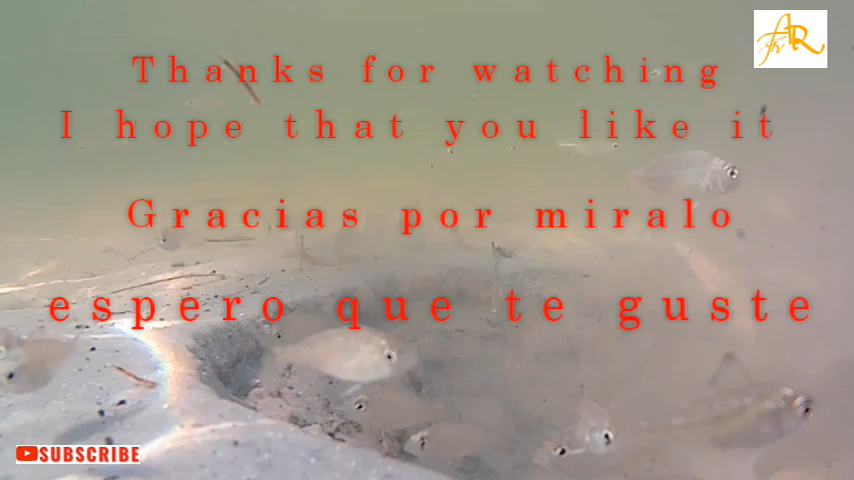 Thanks for watching
I hope that you like it
Gracias por miralo
espero que te guste
SUBSCRIBE